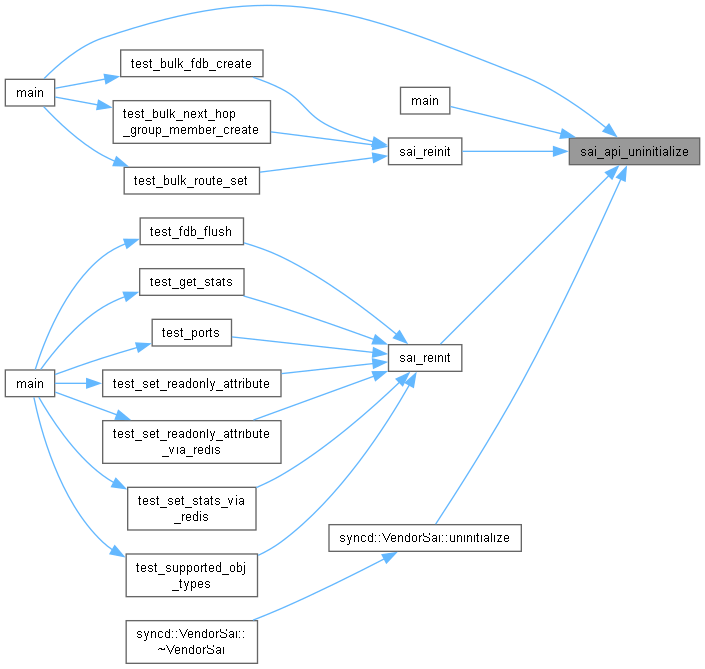 main
test_bulk_fdb_create
test_bulk_next_hop
_group_member_create
test_bulk_route_set
main
sai_reinit
sai_api_uninitialize
test_fdb_flush
test_get_stats
test_ports
main
test_set_readonly_attribute
sai_reinit
test_set_readonly_attribute
_via_redis
test_set_stats_via
_redis
test_supported_obj
_types
syncd::VendorSai::uninitialize
syncd::VendorSai::
~VendorSai